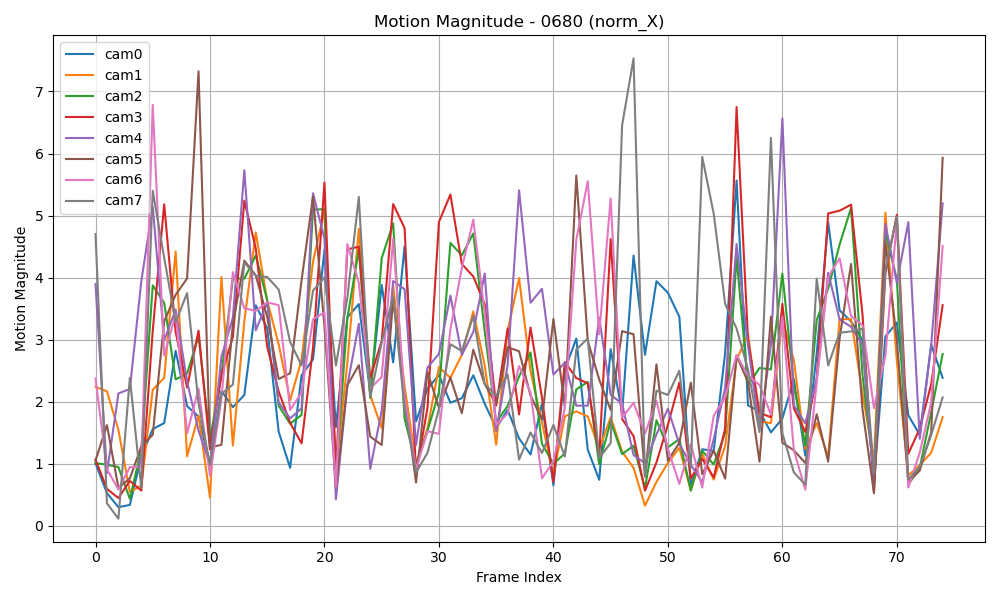 Motion Magnitude - 0680 (norm_X)
cam0
cam1
cam2
cam3
cam4
cam5
cam6
cam7
Motion Magnitude
7
6
5
4
3
2
1
0
0 10 20 30 40 50 60 70
Frame Index